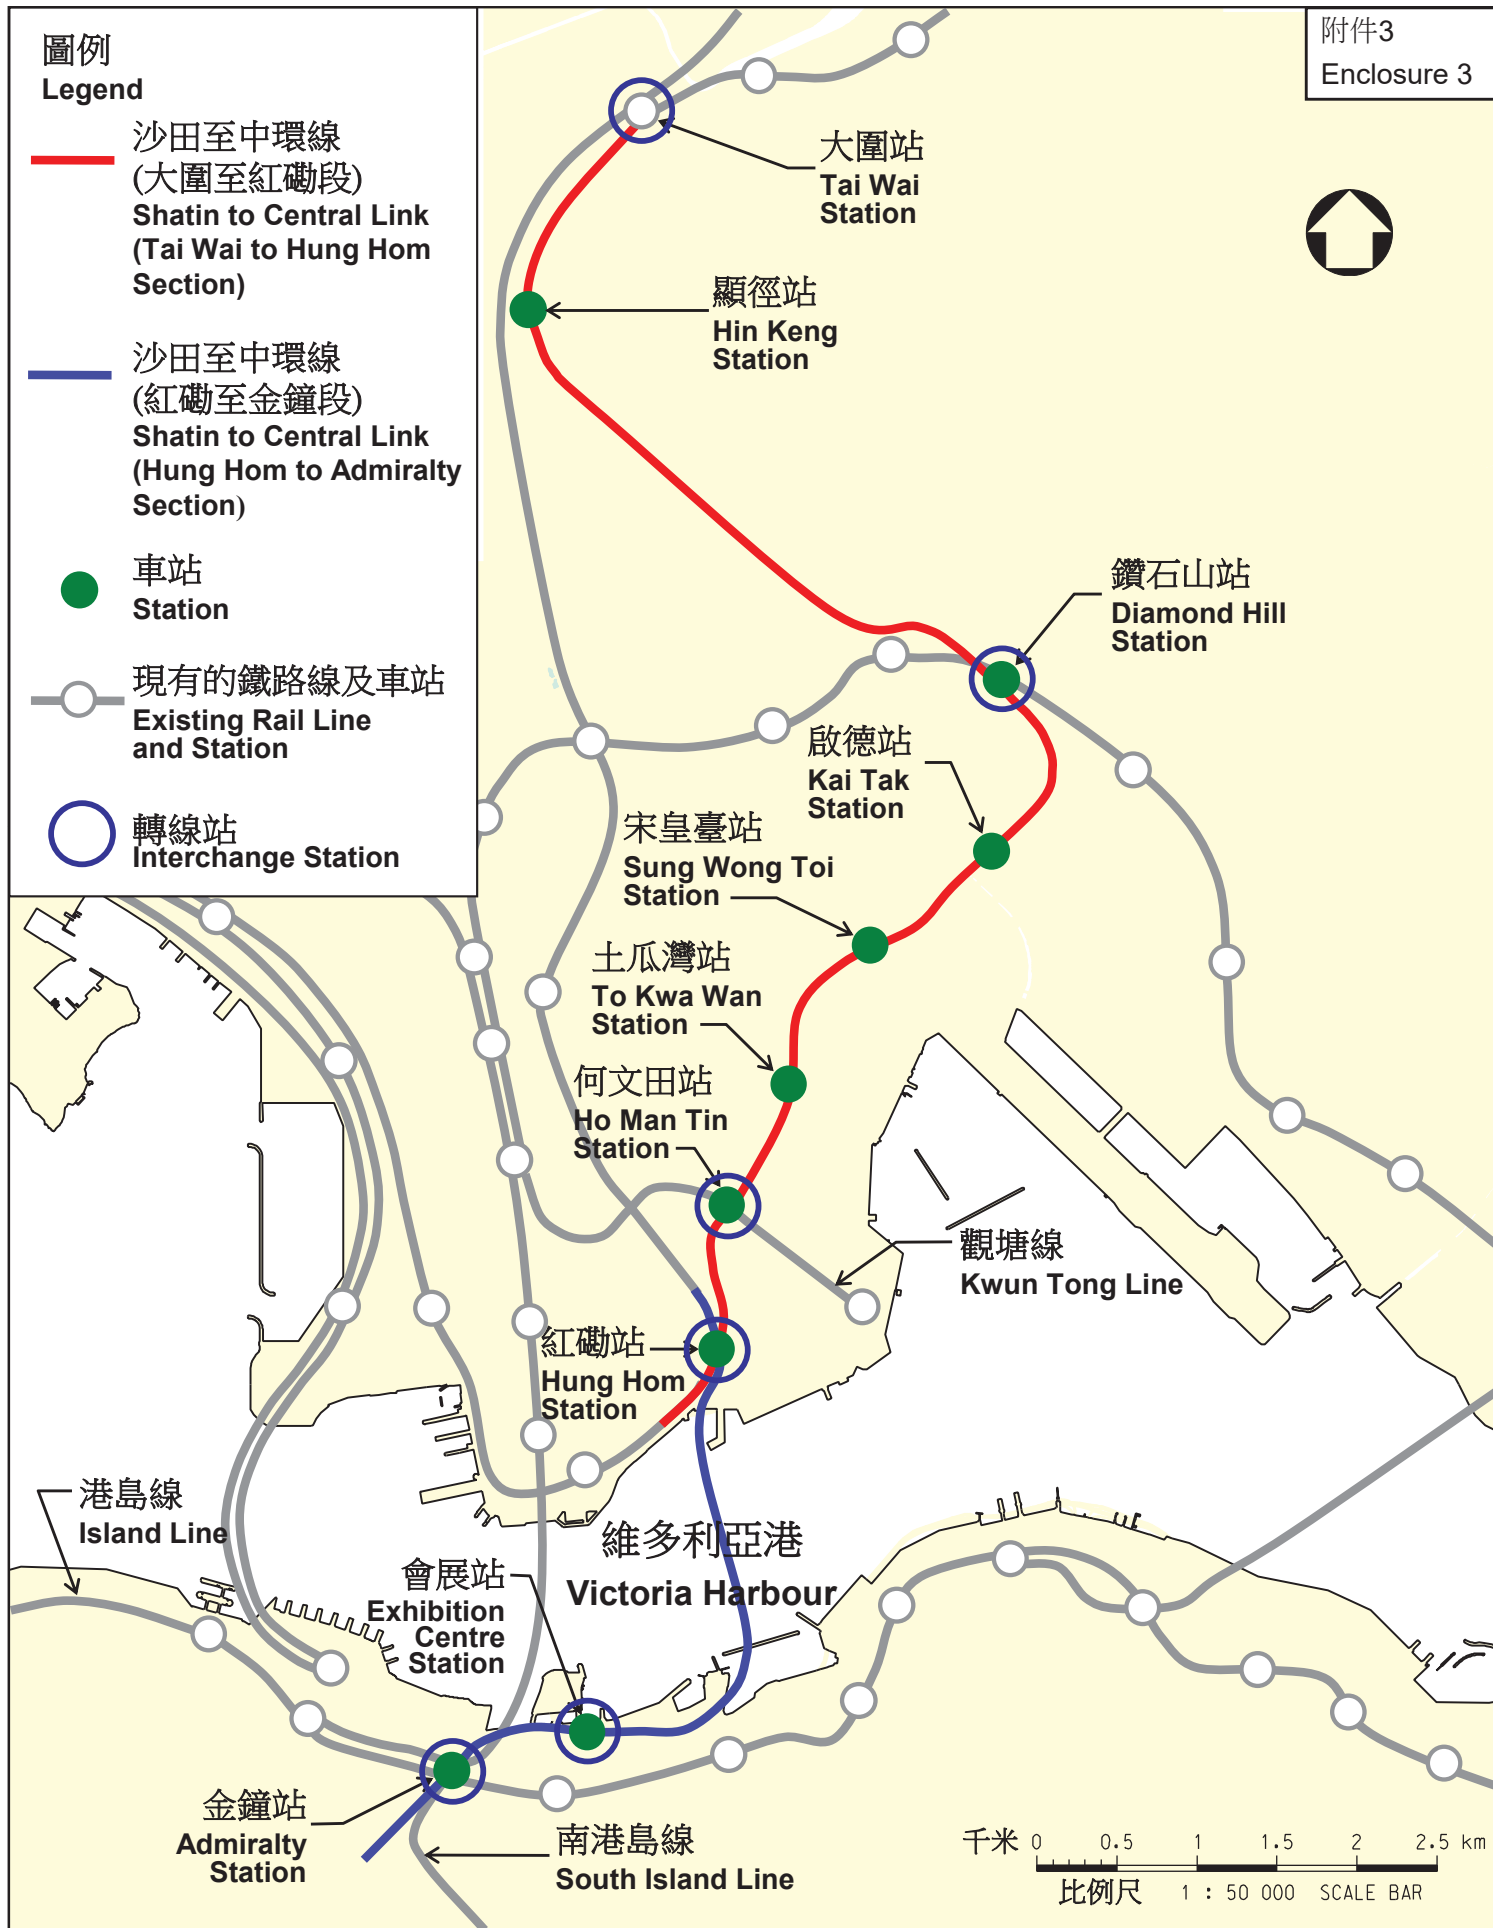 附件3
Enclosure 3
圖例
Legend
沙田至中環線
(大圍至紅磡段)
Shatin to Central Link
(Tai Wai to Hung Hom
Section)
沙田至中環線
(紅磡至金鐘段)
Shatin to Central Link
(Hung Hom to Admiralty
Section)
車站
Station
現有的鐵路線及車站
Existing Rail Line
and Station
轉線站
Interchange Station
大圍站
Tai Wai
Station
顯徑站
Hin Keng
Station
鑽石山站
Diamond Hill
Station
啟德站
Kai Tak
Station
宋皇臺站
Sung Wong Toi
Station
土瓜灣站
To Kwa Wan
Station
何文田站
Ho Man Tin
Station
觀塘線
Kwun Tong Line
紅磡站
Hung Hom
Station
港島線
Island Line
維多利亞港
Victoria Harbour
會展站
Exhibition
Centre
Station
金鐘站
Admiralty
Station
南港島線
South Island Line
千米 0 0.5 1 1.5 2 2.5 km
比例尺 1 : 50 000 SCALE BAR